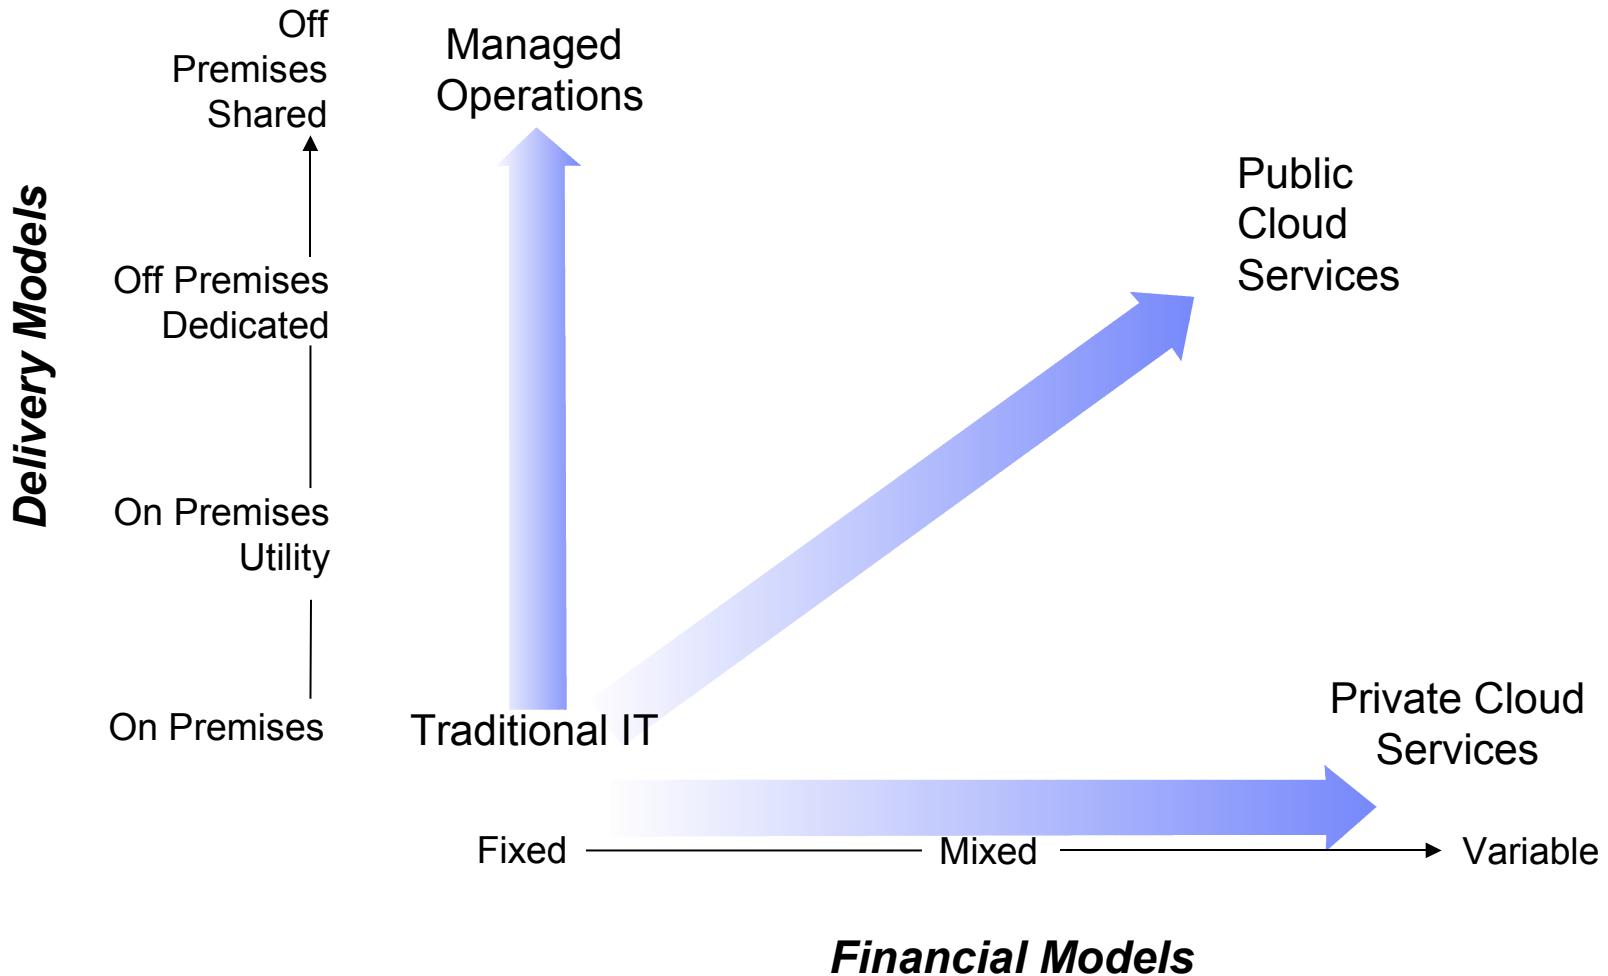 Off
Premises
Shared
Managed
Operations
Public
Cloud
Services
Delivery Models
Off Premises
Dedicated
On Premises
Utility
On Premises
Traditional IT
Private Cloud
Services
Fixed
Mixed
Variable
Financial Models